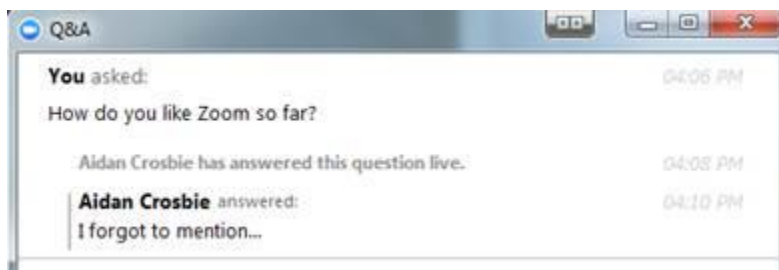 Q&A
You asked: 04:06 PM
How do you like Zoom so far?
Aidan Crosbie has answered this question live. 04:08 PM
Aidan Crosbie answered: 04:10 PM
I forgot to mention...